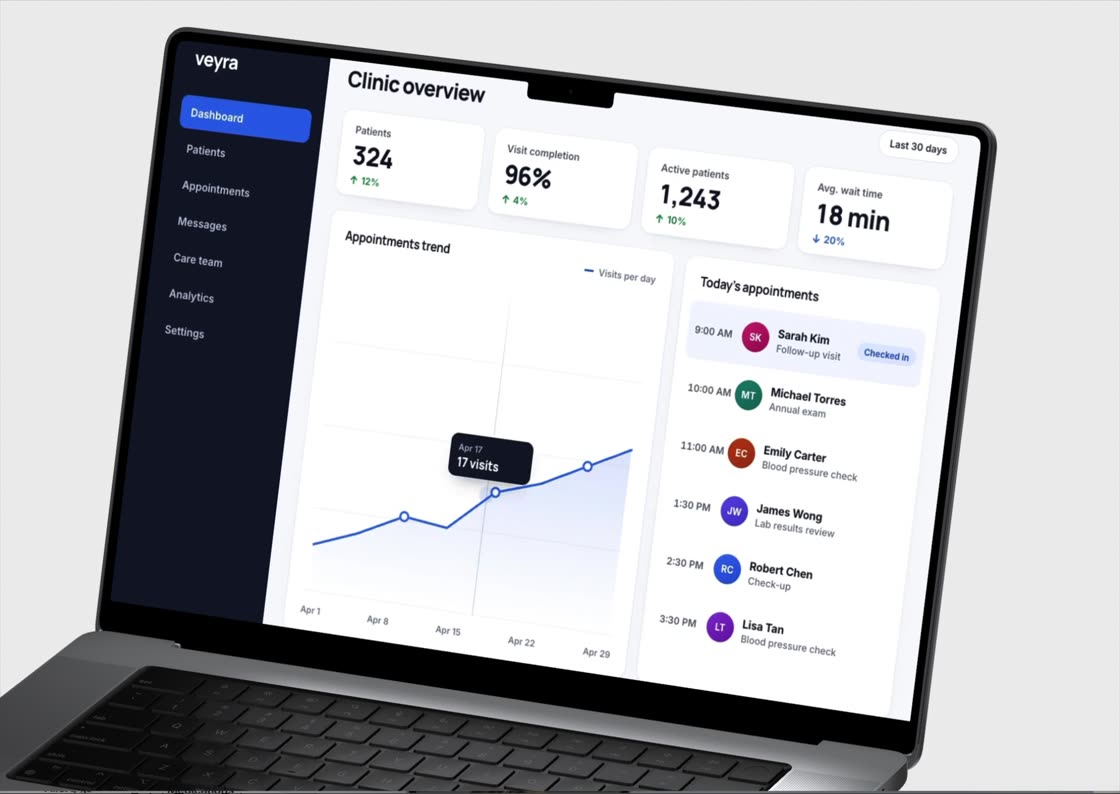 veyra
Dashboard
Patients
Appointments
Messages
Care team
Analytics
Settings
Clinic overview
Last 30 days
Patients
324
↑ 12%
Visit completion
96%
↑ 4%
Active patients
1,243
↑ 10%
Avg. wait time
18 min
↓ 20%
Appointments trend
Visits per day
Apr 17
17 visits
Apr 1
Apr 8
Apr 15
Apr 22
Apr 29
Today's appointments
9:00 AM
SK
Sarah Kim
Follow-up visit
Checked in
10:00 AM
MT
Michael Torres
Annual exam
11:00 AM
EC
Emily Carter
Blood pressure check
1:30 PM
JW
James Wong
Lab results review
2:30 PM
RC
Robert Chen
Check-up
3:30 PM
LT
Lisa Tan
Blood pressure check